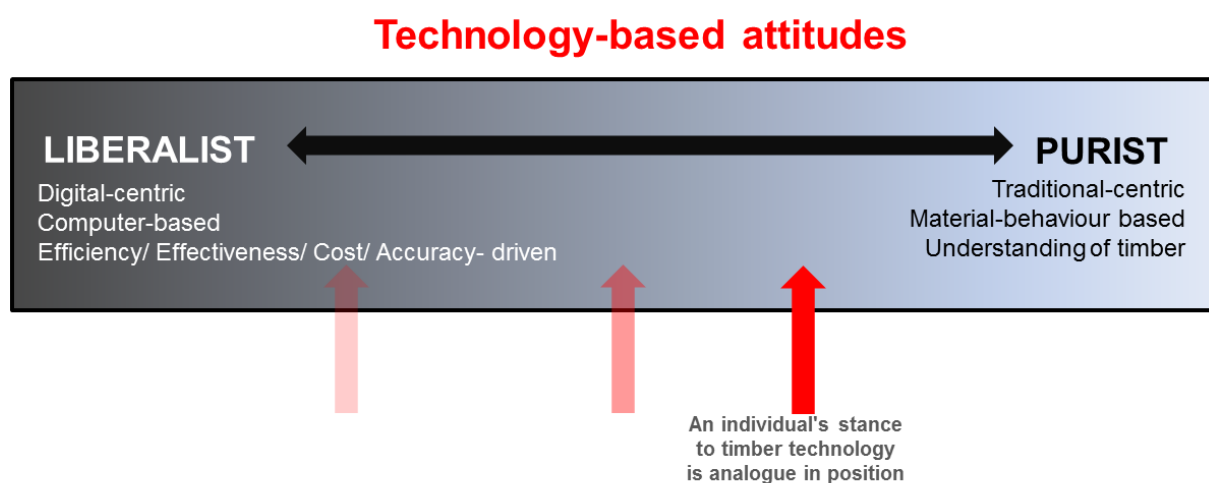 Technology-based attitudes
LIBERALIST
Digital-centric
Computer-based
Efficiency/ Effectiveness/ Cost/ Accuracy- driven
PURIST
Traditional-centric
Material-behaviour based
Understanding of timber
An individual's stance
to timber technology
is analogue in position